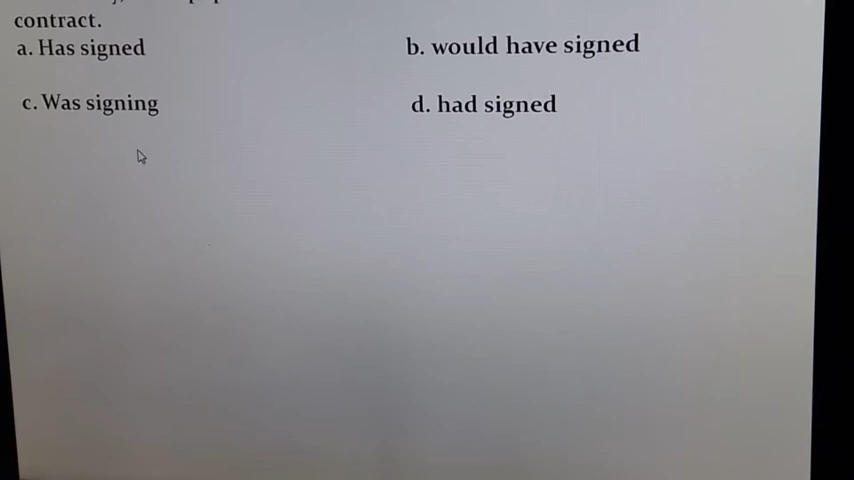 contract.
a. Has signed
b. would have signed
c. Was signing
d. had signed